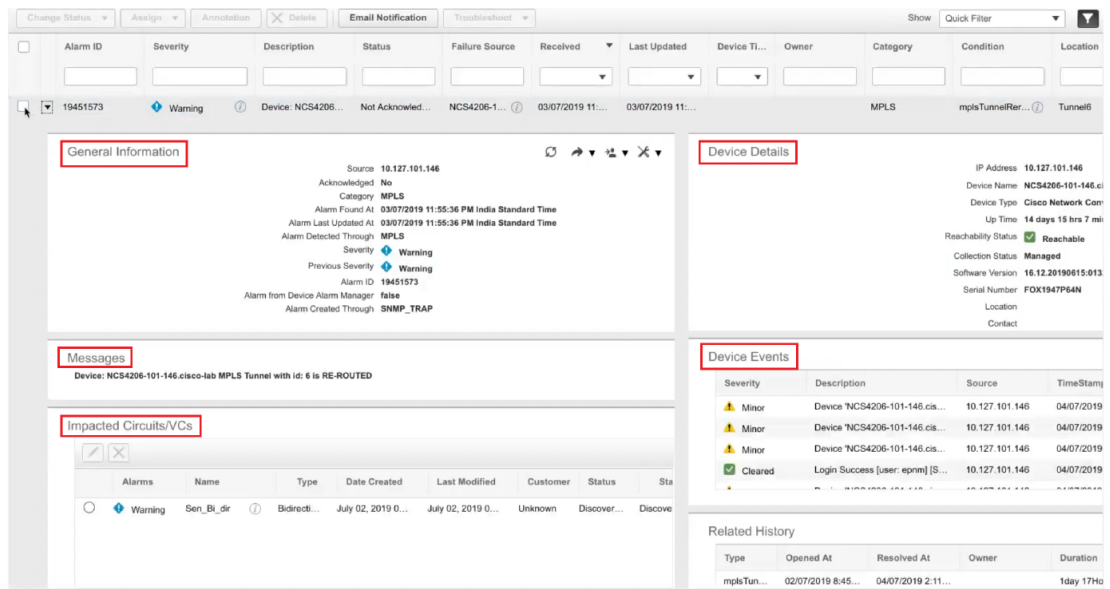 Change Status Assign Annotation Delete Email Notification Troubleshoot Show Quick Filter
Alarm ID Severity Description Status Failure Source Received Last Updated Device Ti... Owner Category Condition Location
19451573 Warning Device: NCS4206... Not Acknowled... NCS4206-1... 03/07/2019 11:... 03/07/2019 11:... MPLS mplsTunnelRer... Tunnel6
General Information
Source 10.127.101.146
Acknowledged No
Category MPLS
Alarm Found At 03/07/2019 11:55:36 PM India Standard Time
Alarm Last Updated At 03/07/2019 11:55:36 PM India Standard Time
Alarm Detected Through MPLS
Severity Warning
Previous Severity Warning
Alarm ID 19451573
Alarm from Device Alarm Manager false
Alarm Created Through SNMP_TRAP
Messages
Device: NCS4206-101-146.cisco-lab MPLS Tunnel with id: 6 is RE-ROUTED
Impacted Circuits/VCs
Alarms Name Type Date Created Last Modified Customer Status Sta
Warning Sen_Bi_dir Bidirecti... July 02, 2019 0... July 02, 2019 0... Unknown Discover... Discove
Device Details
IP Address 10.127.101.146
Device Name NCS4206-101-146.ci
Device Type Cisco Network Con
Up Time 14 days 15 hrs 7 mi
Reachability Status Reachable
Collection Status Managed
Software Version 16.12.20190615:013
Serial Number FOX1947P64N
Location
Contact
Device Events
Severity Description Source TimeStamp
Minor Device 'NCS4206-101-146.cis... 10.127.101.146 04/07/2019
Minor Device 'NCS4206-101-146.cis... 10.127.101.146 04/07/2019
Minor Device 'NCS4206-101-146.cis... 10.127.101.146 04/07/2019
Cleared Login Success [user: epnm] [S... 10.127.101.146 04/07/2019
Related History
Type Opened At Resolved At Owner Duration
mplsTun... 02/07/2019 8:45... 04/07/2019 2:11... 1day 17Ho